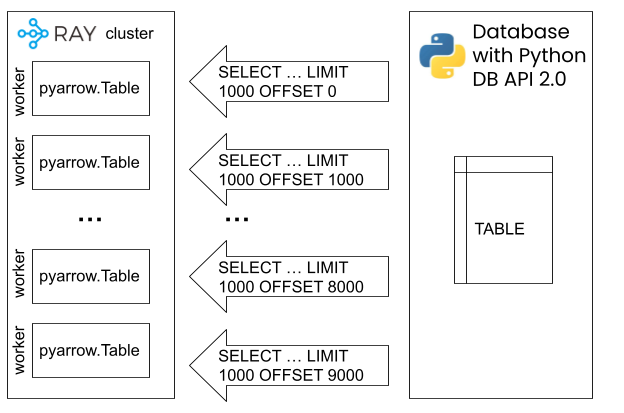 RAY cluster
worker
pyarrow.Table
worker
pyarrow.Table
...
worker
pyarrow.Table
worker
pyarrow.Table
SELECT … LIMIT
1000 OFFSET 0
SELECT … LIMIT
1000 OFFSET 1000
...
SELECT … LIMIT
1000 OFFSET 8000
SELECT … LIMIT
1000 OFFSET 9000
Database
with Python
DB API 2.0
TABLE